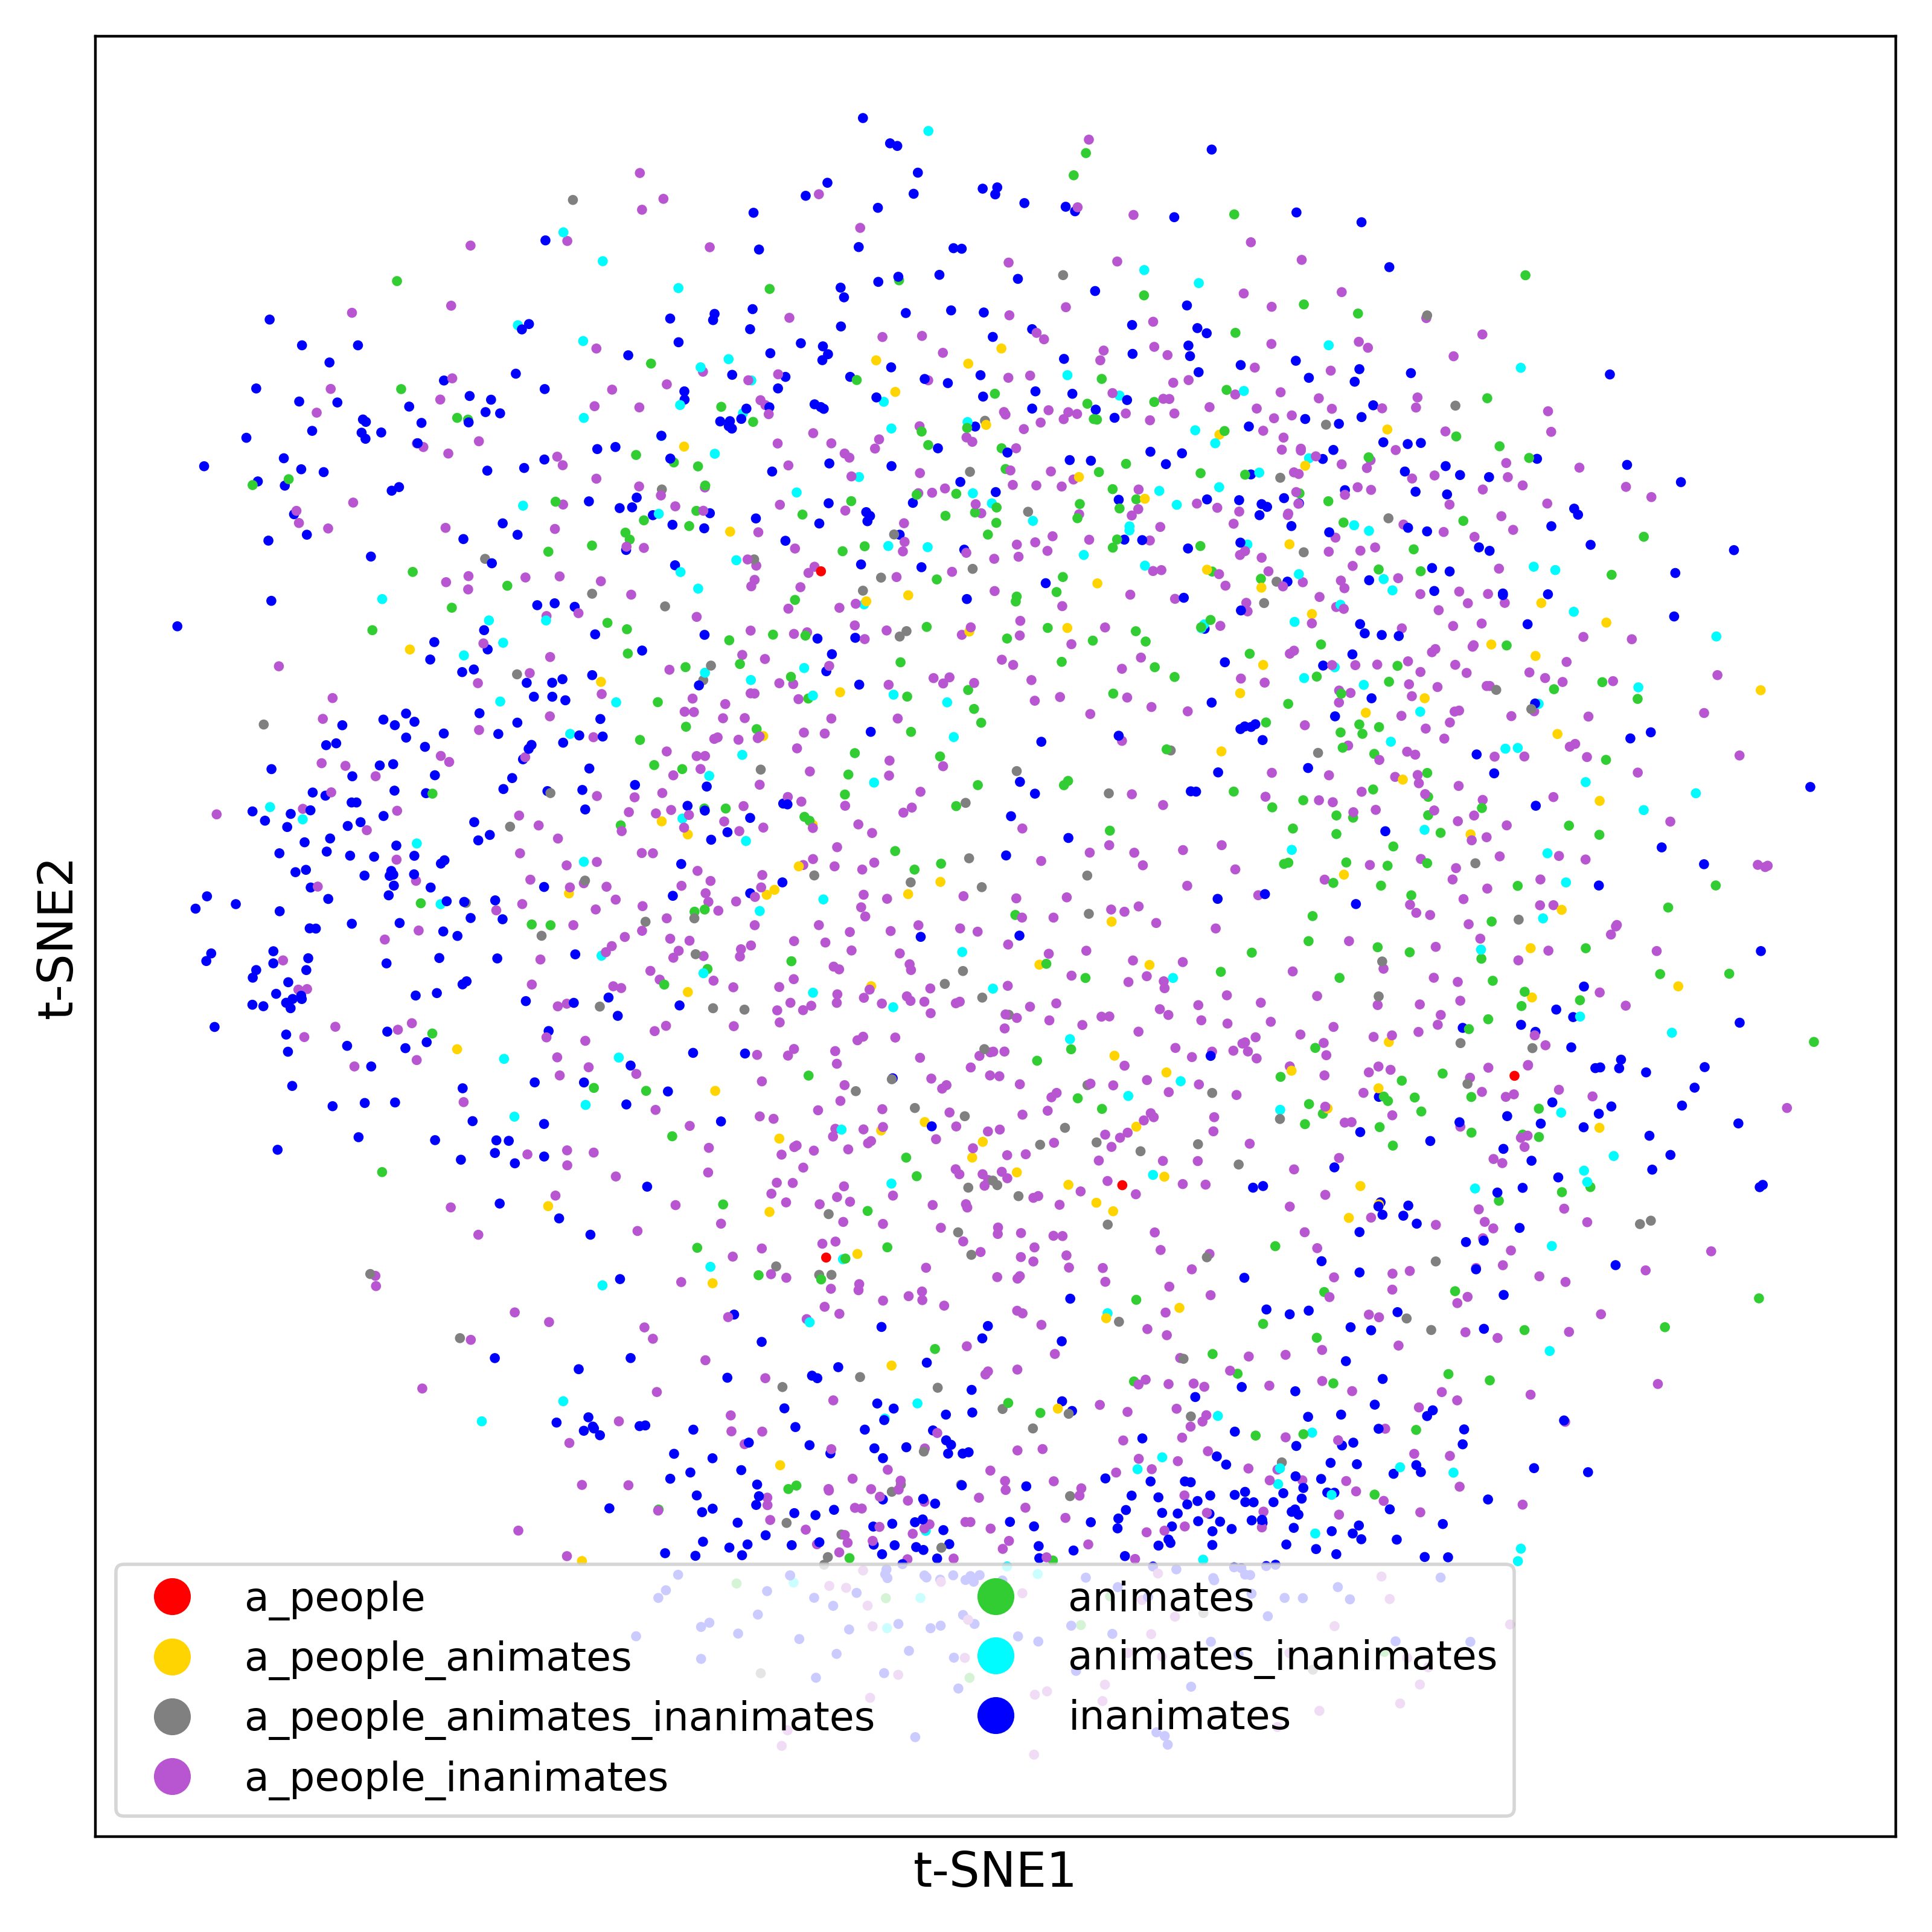 t-SNE2
a_people
a_people_animates
a_people_animates_inanimates
a_people_inanimates
animates
animates_inanimates
inanimates
t-SNE1